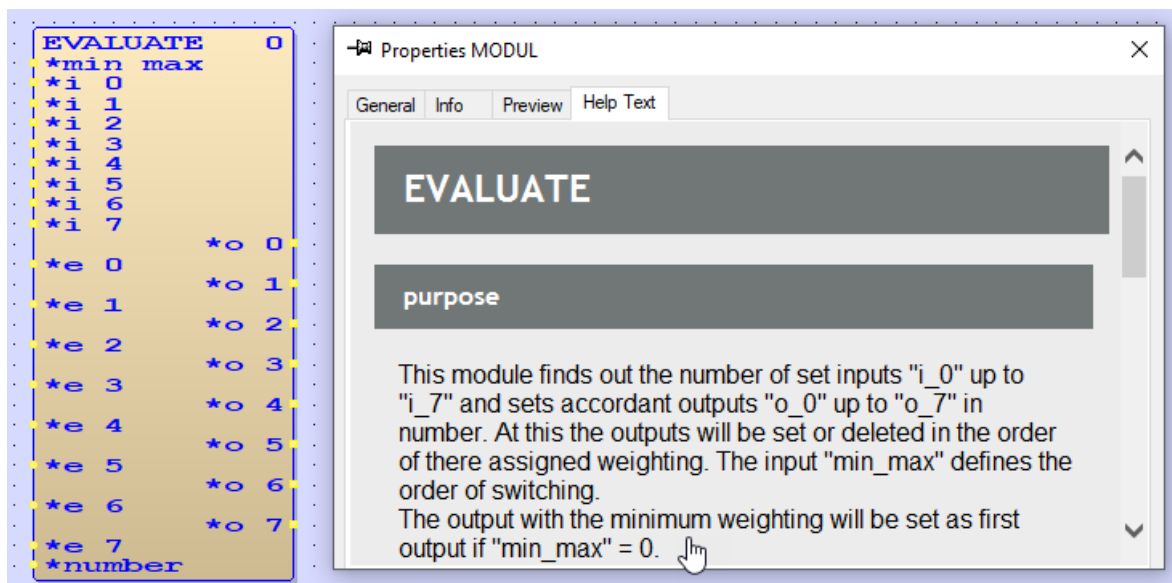 EVALUATE 0
*min max
*i 0
*i 1
*i 2
*i 3
*i 4
*i 5
*i 6
*i 7
*o 0
*e 0
*o 1
*e 1
*o 2
*e 2
*o 3
*e 3
*o 4
*e 4
*o 5
*e 5
*o 6
*e 6
*o 7
*e 7
*number
Properties MODUL
General Info Preview Help Text
EVALUATE
purpose
This module finds out the number of set inputs "i_0" up to
"i_7" and sets accordant outputs "o_0" up to "o_7" in
number. At this the outputs will be set or deleted in the order
of there assigned weighting. The input "min_max" defines the
order of switching.
The output with the minimum weighting will be set as first
output if "min_max" = 0.